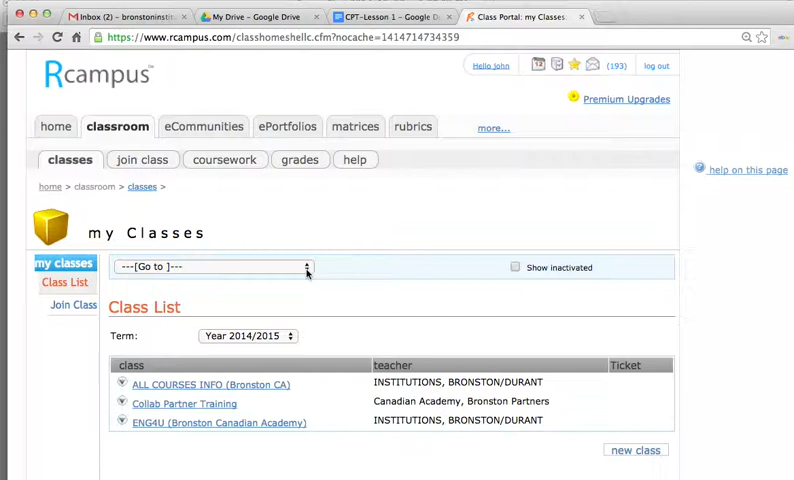 Inbox (2) - bronstoninstit
My Drive - Google Drive
CPT-Lesson 1 - Google D
Class Portal: my Classes
https://www.rcampus.com/classhomeshellc.cfm?nocache=1414714734359
Rcampus
Hello john
12
(193)
log out
Premium Upgrades
home
classroom
eCommunities
ePortfolios
matrices
rubrics
more...
classes
join class
coursework
grades
help
help on this page
home > classroom > classes >
my Classes
my classes
---[Go to ]---
Show inactivated
Class List
Join Class
Class List
Term:
Year 2014/2015
class
teacher
Ticket
ALL COURSES INFO (Bronston CA)
INSTITUTIONS, BRONSTON/DURANT
Collab Partner Training
Canadian Academy, Bronston Partners
ENG4U (Bronston Canadian Academy)
INSTITUTIONS, BRONSTON/DURANT
new class